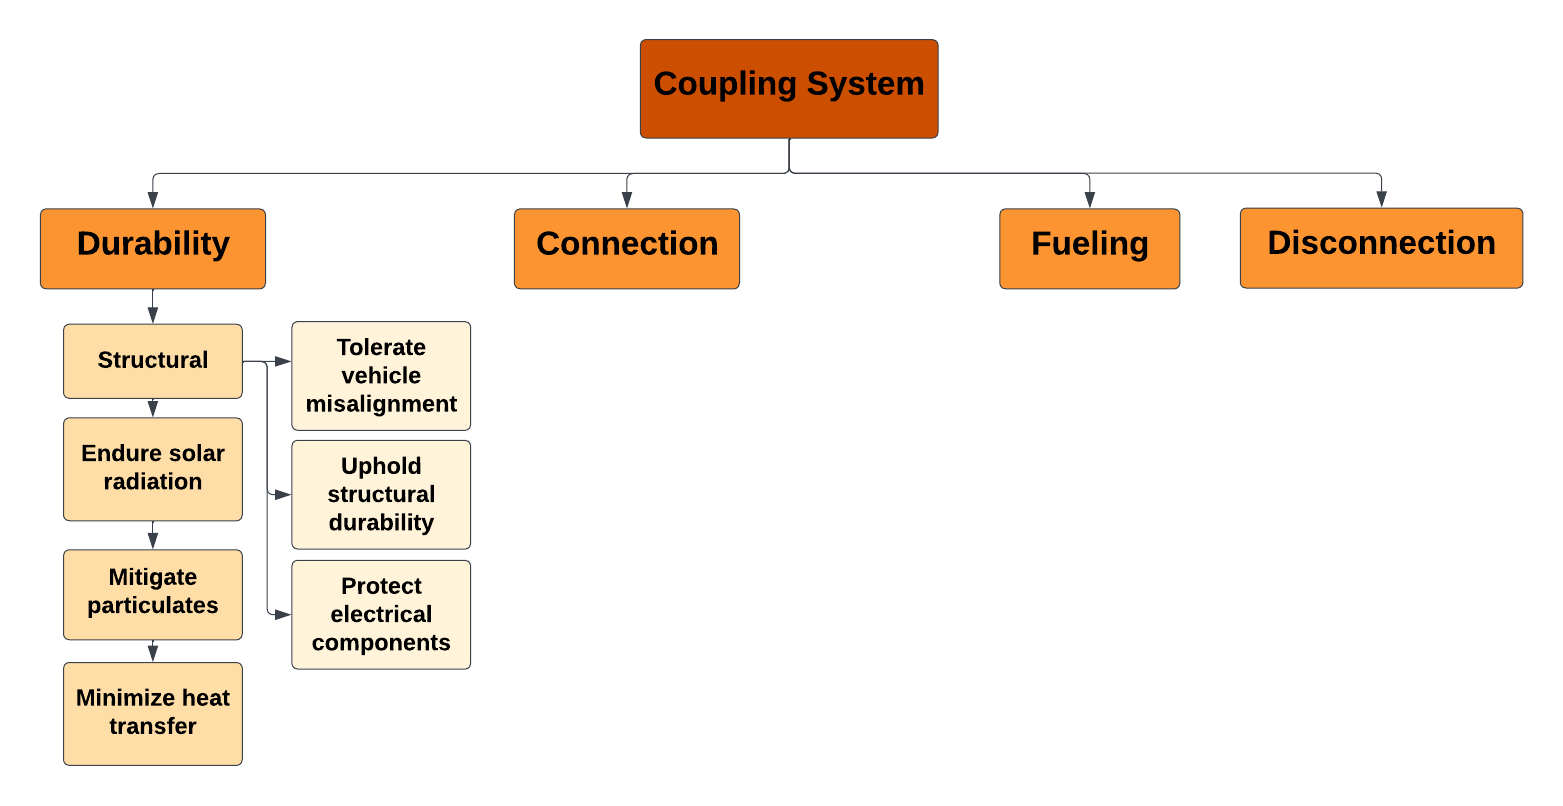 Coupling System
Durability
Connection
Fueling
Disconnection
Structural
Tolerate
vehicle
misalignment
Endure solar
radiation
Uphold
structural
durability
Mitigate
particulates
Protect
electrical
components
Minimize heat
transfer